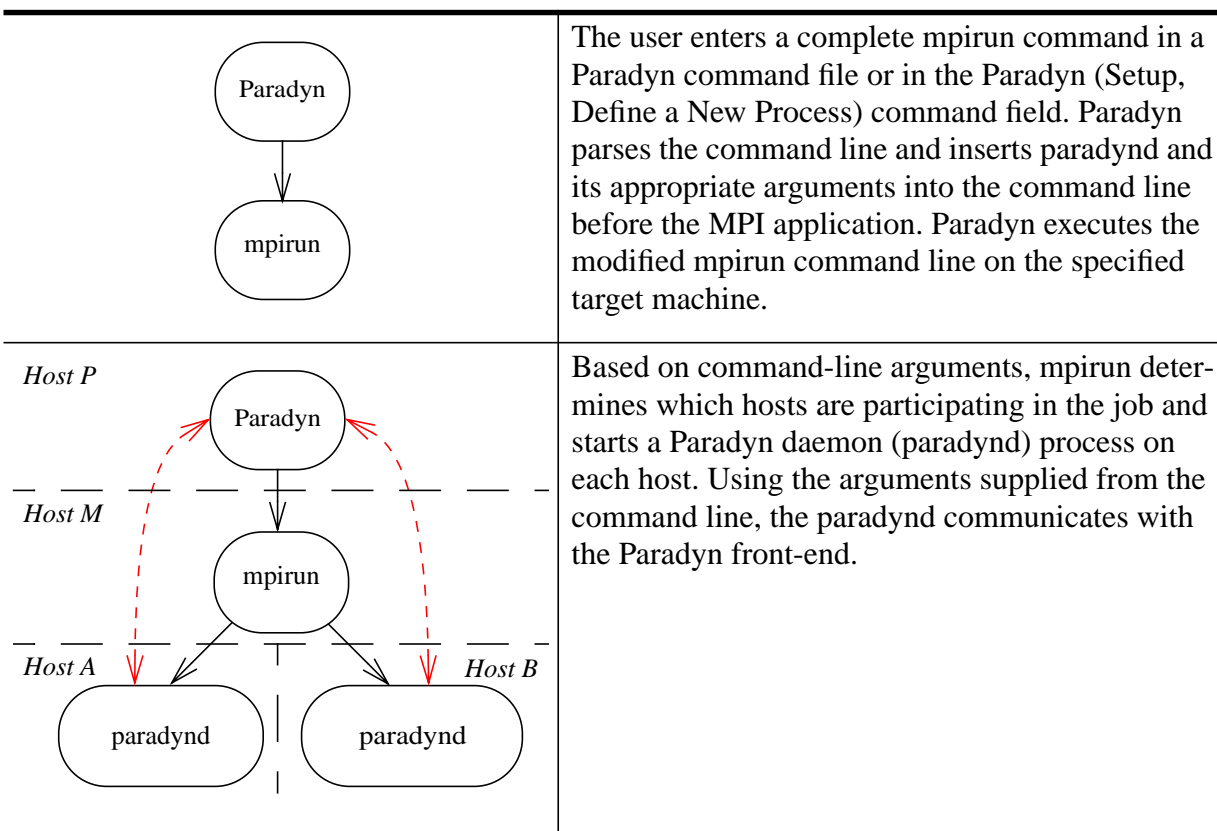 Paradyn
mpirun
The user enters a complete mpirun command in a
Paradyn command file or in the Paradyn (Setup,
Define a New Process) command field. Paradyn
parses the command line and inserts paradynd and
its appropriate arguments into the command line
before the MPI application. Paradyn executes the
modified mpirun command line on the specified
target machine.
Host P
Paradyn
Host M
mpirun
Host A
Host B
paradynd
paradynd
Based on command-line arguments, mpirun deter-
mines which hosts are participating in the job and
starts a Paradyn daemon (paradynd) process on
each host. Using the arguments supplied from the
command line, the paradynd communicates with
the Paradyn front-end.